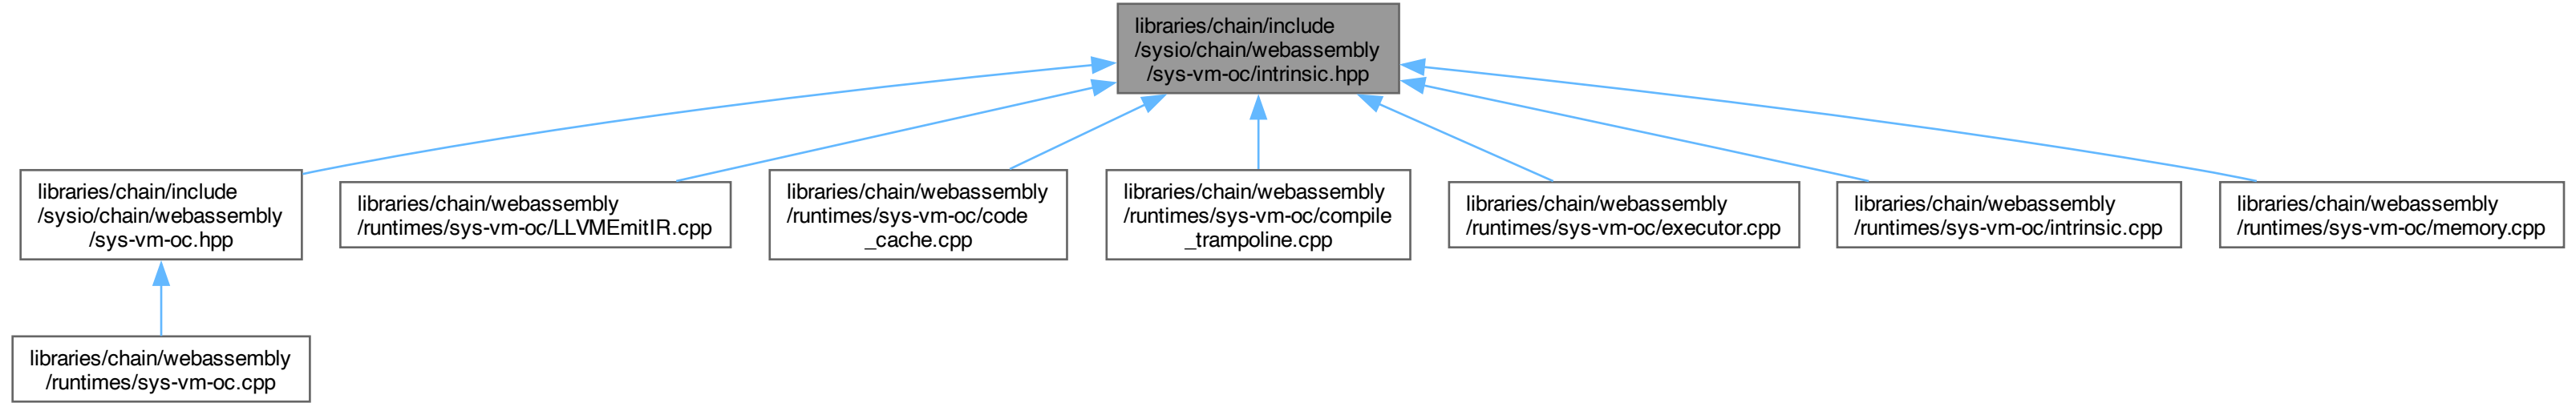 libraries/chain/include
/sysio/chain/webassembly
/sys-vm-oc/intrinsic.hpp
libraries/chain/include
/sysio/chain/webassembly
/sys-vm-oc.hpp
libraries/chain/webassembly
/runtimes/sys-vm-oc/LLVMEmitIR.cpp
libraries/chain/webassembly
/runtimes/sys-vm-oc/code
_cache.cpp
libraries/chain/webassembly
/runtimes/sys-vm-oc/compile
_trampoline.cpp
libraries/chain/webassembly
/runtimes/sys-vm-oc/executor.cpp
libraries/chain/webassembly
/runtimes/sys-vm-oc/intrinsic.cpp
libraries/chain/webassembly
/runtimes/sys-vm-oc/memory.cpp
libraries/chain/webassembly
/runtimes/sys-vm-oc.cpp